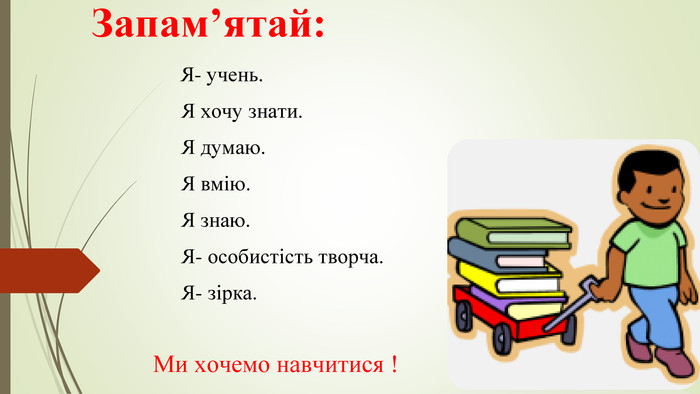 Запам’ятай:
Я- учень.
Я хочу знати.
Я думаю.
Я вмію.
Я знаю.
Я- особистість творча.
Я- зірка.
Ми хочемо навчитися !